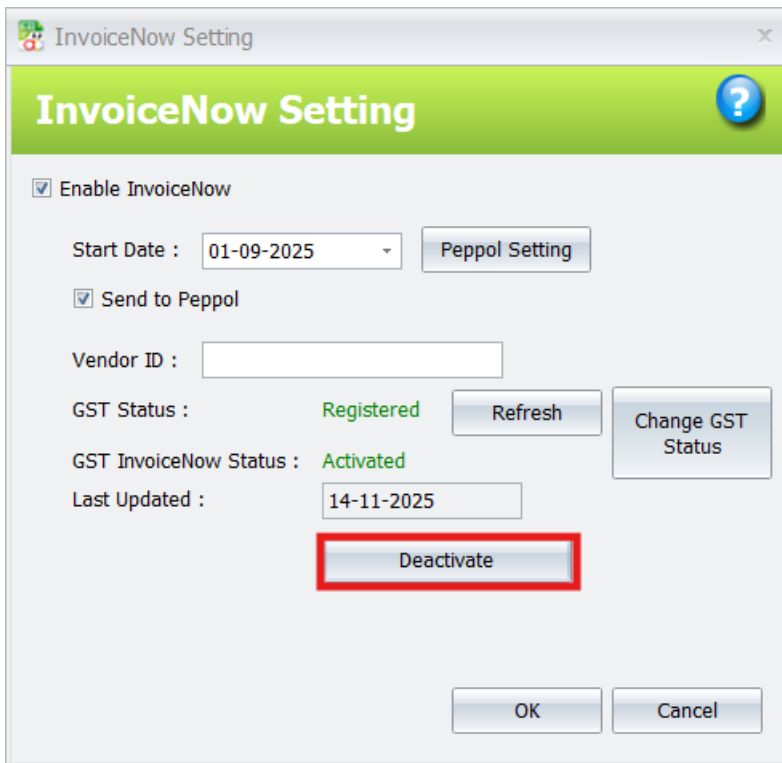 InvoiceNow Setting
InvoiceNow Setting
Enable InvoiceNow
Start Date : 01-09-2025 Peppol Setting
Send to Peppol
Vendor ID :
GST Status : Registered Refresh
Change GST
Status
GST InvoiceNow Status : Activated
Last Updated : 14-11-2025
Deactivate
OK Cancel